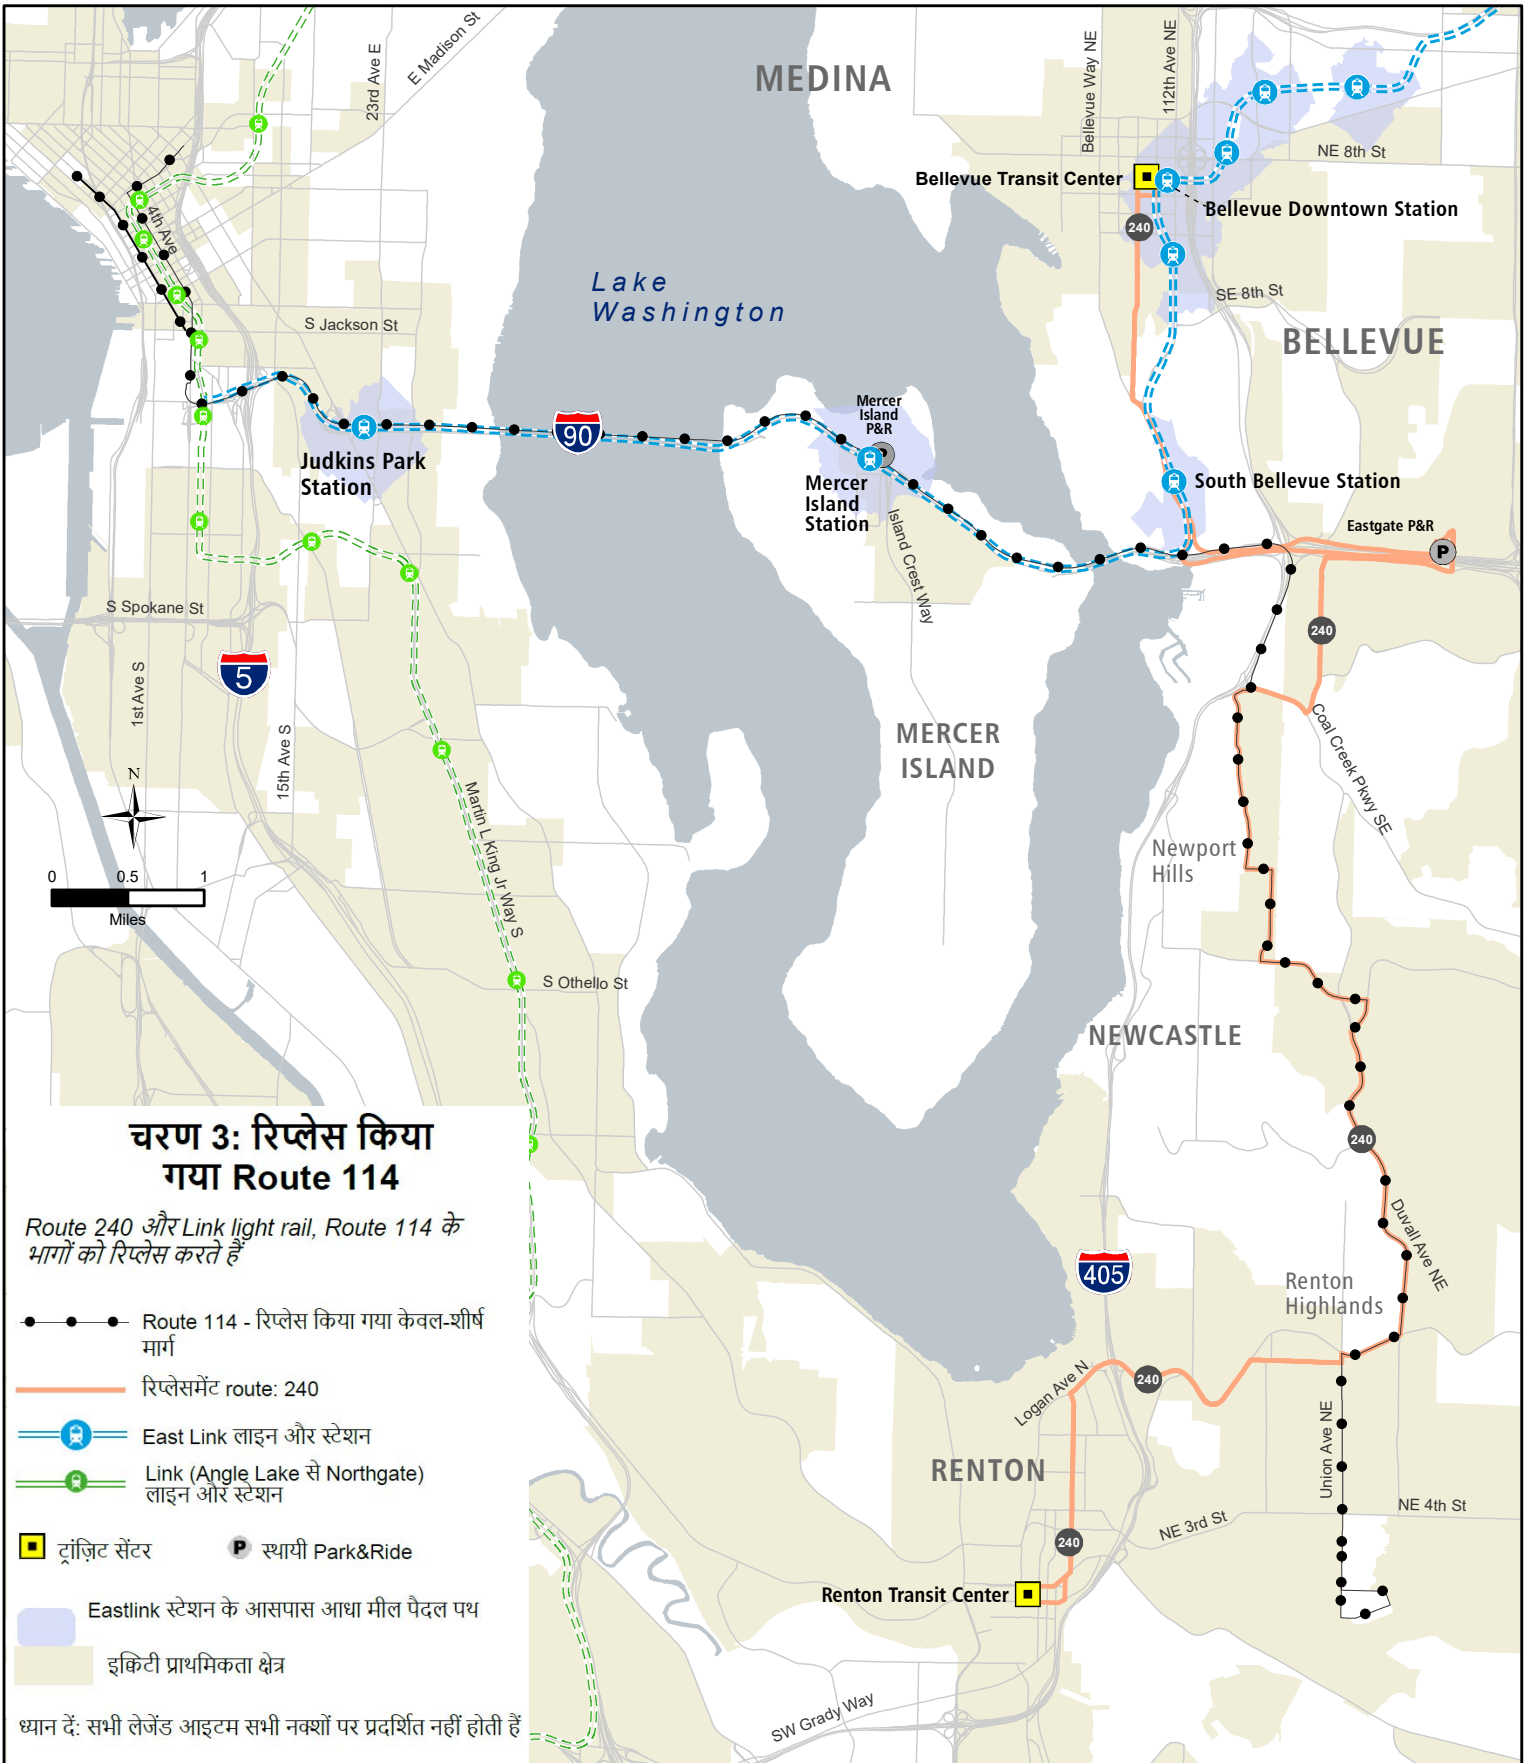 23rd Ave E
E Madison St
MEDINA
Bellevue Way NE
112th Ave NE
NE 8th St
Bellevue Transit Center
Bellevue Downtown Station
240
4th Ave
Lake
Washington
SE 8th St
S Jackson St
BELLEVUE
90
Mercer
Island
P&R
Judkins Park
Station
Mercer
Island
Station
South Bellevue Station
Island Crest Way
Eastgate P&R
P
S Spokane St
240
5
1st Ave S
15th Ave S
Coal Creek Pkwy SE
MERCER
ISLAND
N
Martin L King Jr Way S
Newport
Hills
0 0.5 1
Miles
S Othello St
NEWCASTLE
240
Duvall Ave NE
405
Renton
Highlands
Logan Ave N
240
Union Ave NE
RENTON
NE 4th St
NE 3rd St
240
Renton Transit Center
SW Grady Way
चरण 3: रिप्लेस किया
गया Route 114
Route 240 और Link light rail, Route 114 के
भागों को रिप्लेस करते हैं
Route 114 - रिप्लेस किया गया केवल-शीर्ष
मार्ग
रिप्लेसमेंट route: 240
East Link लाइन और स्टेशन
Link (Angle Lake से Northgate)
लाइन और स्टेशन
ट्रांज़िट सेंटर
P स्थायी Park&Ride
Eastlink स्टेशन के आसपास आधा मील पैदल पथ
इक्विटी प्राथमिकता क्षेत्र
ध्यान दें: सभी लेजेंड आइटम सभी नक्शों पर प्रदर्शित नहीं होती हैं